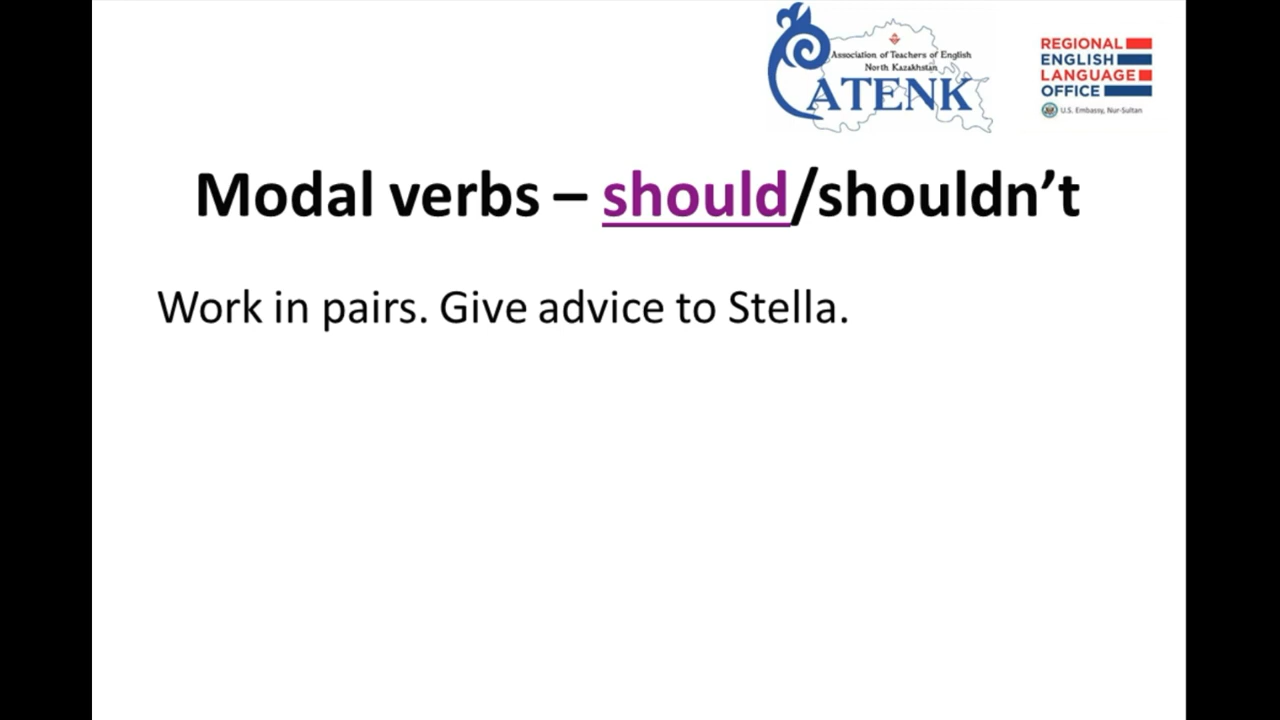 Association of Teachers of English
North Kazakhstan
ATENK
REGIONAL
ENGLISH
LANGUAGE
OFFICE
U.S. Embassy, Nur-Sultan
Modal verbs – should/shouldn’t
Work in pairs. Give advice to Stella.